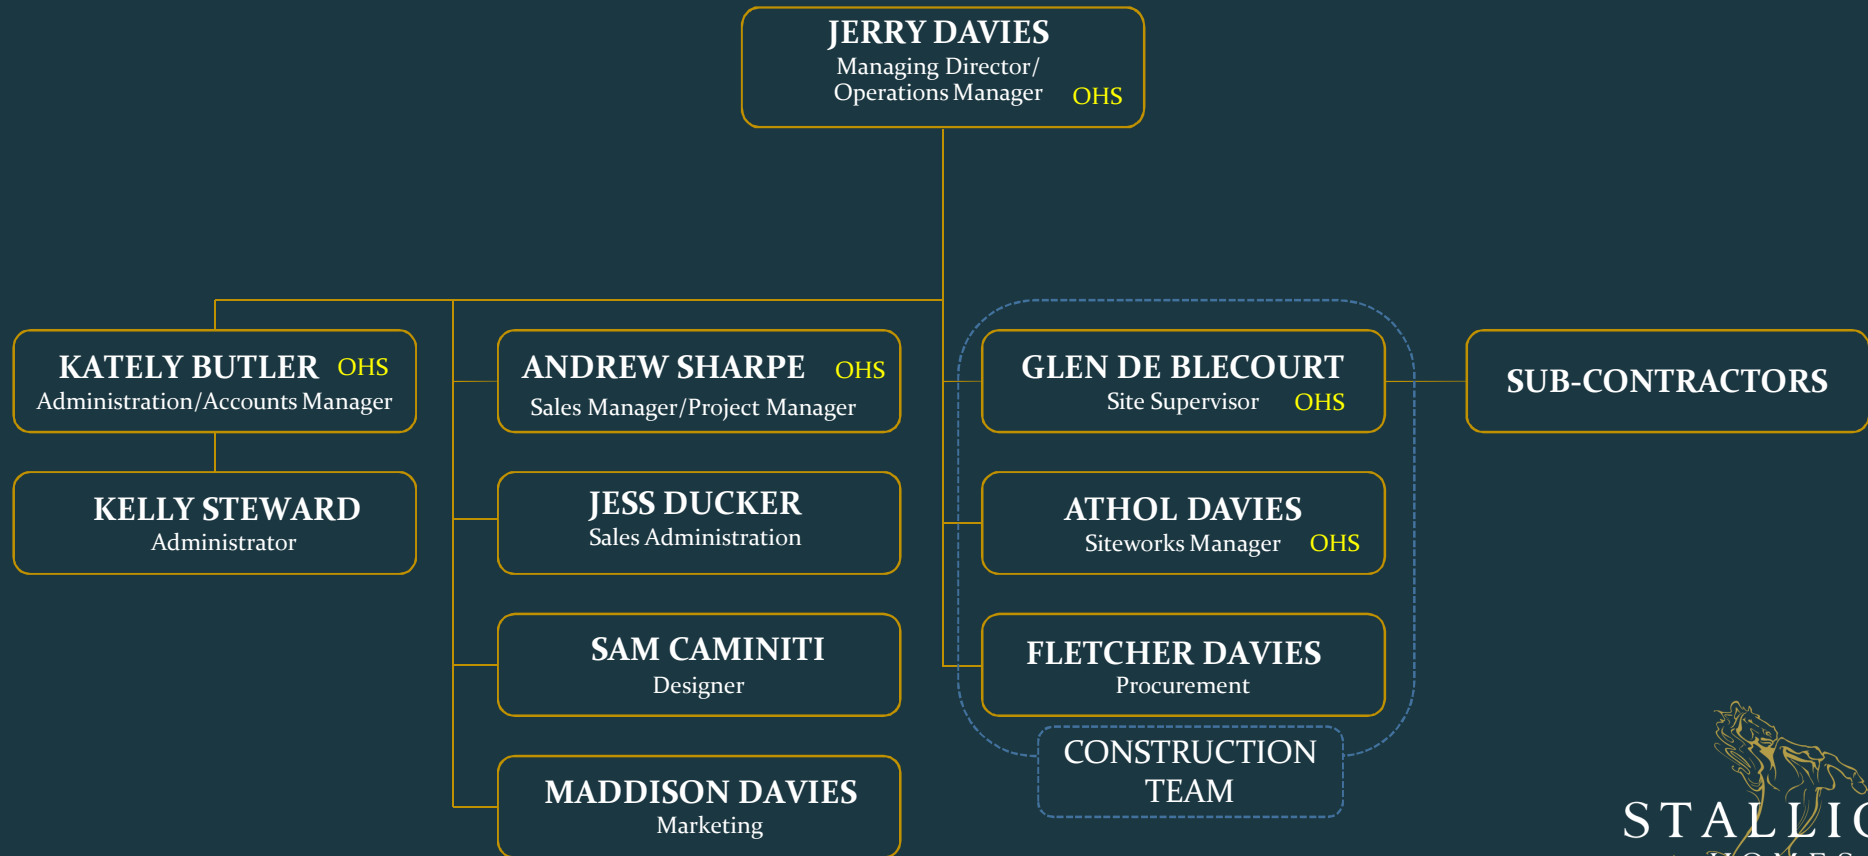 JERRY DAVIES
Managing Director/
Operations Manager OHS
KATELY BUTLER OHS
Administration/Accounts Manager
KELLY STEWARD
Administrator
ANDREW SHARPE OHS
Sales Manager/Project Manager
JESS DUCKER
Sales Administration
SAM CAMINITI
Designer
MADDISON DAVIES
Marketing
GLEN DE BLECOURT
Site Supervisor OHS
ATHOL DAVIES
Siteworks Manager OHS
FLETCHER DAVIES
Procurement
CONSTRUCTION
TEAM
SUB-CONTRACTORS